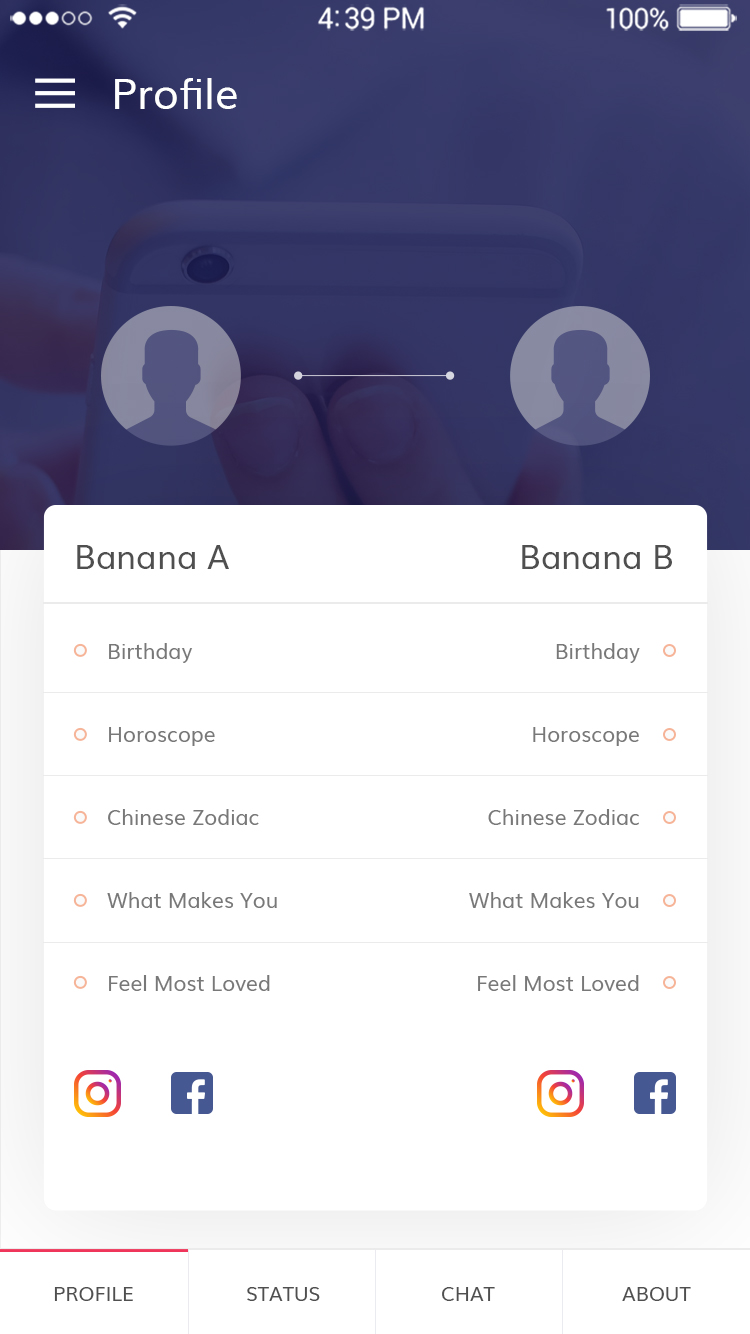 4:39 PM 100%
Profile
Banana A Banana B
Birthday Birthday
Horoscope Horoscope
Chinese Zodiac Chinese Zodiac
What Makes You What Makes You
Feel Most Loved Feel Most Loved
PROFILE STATUS CHAT ABOUT